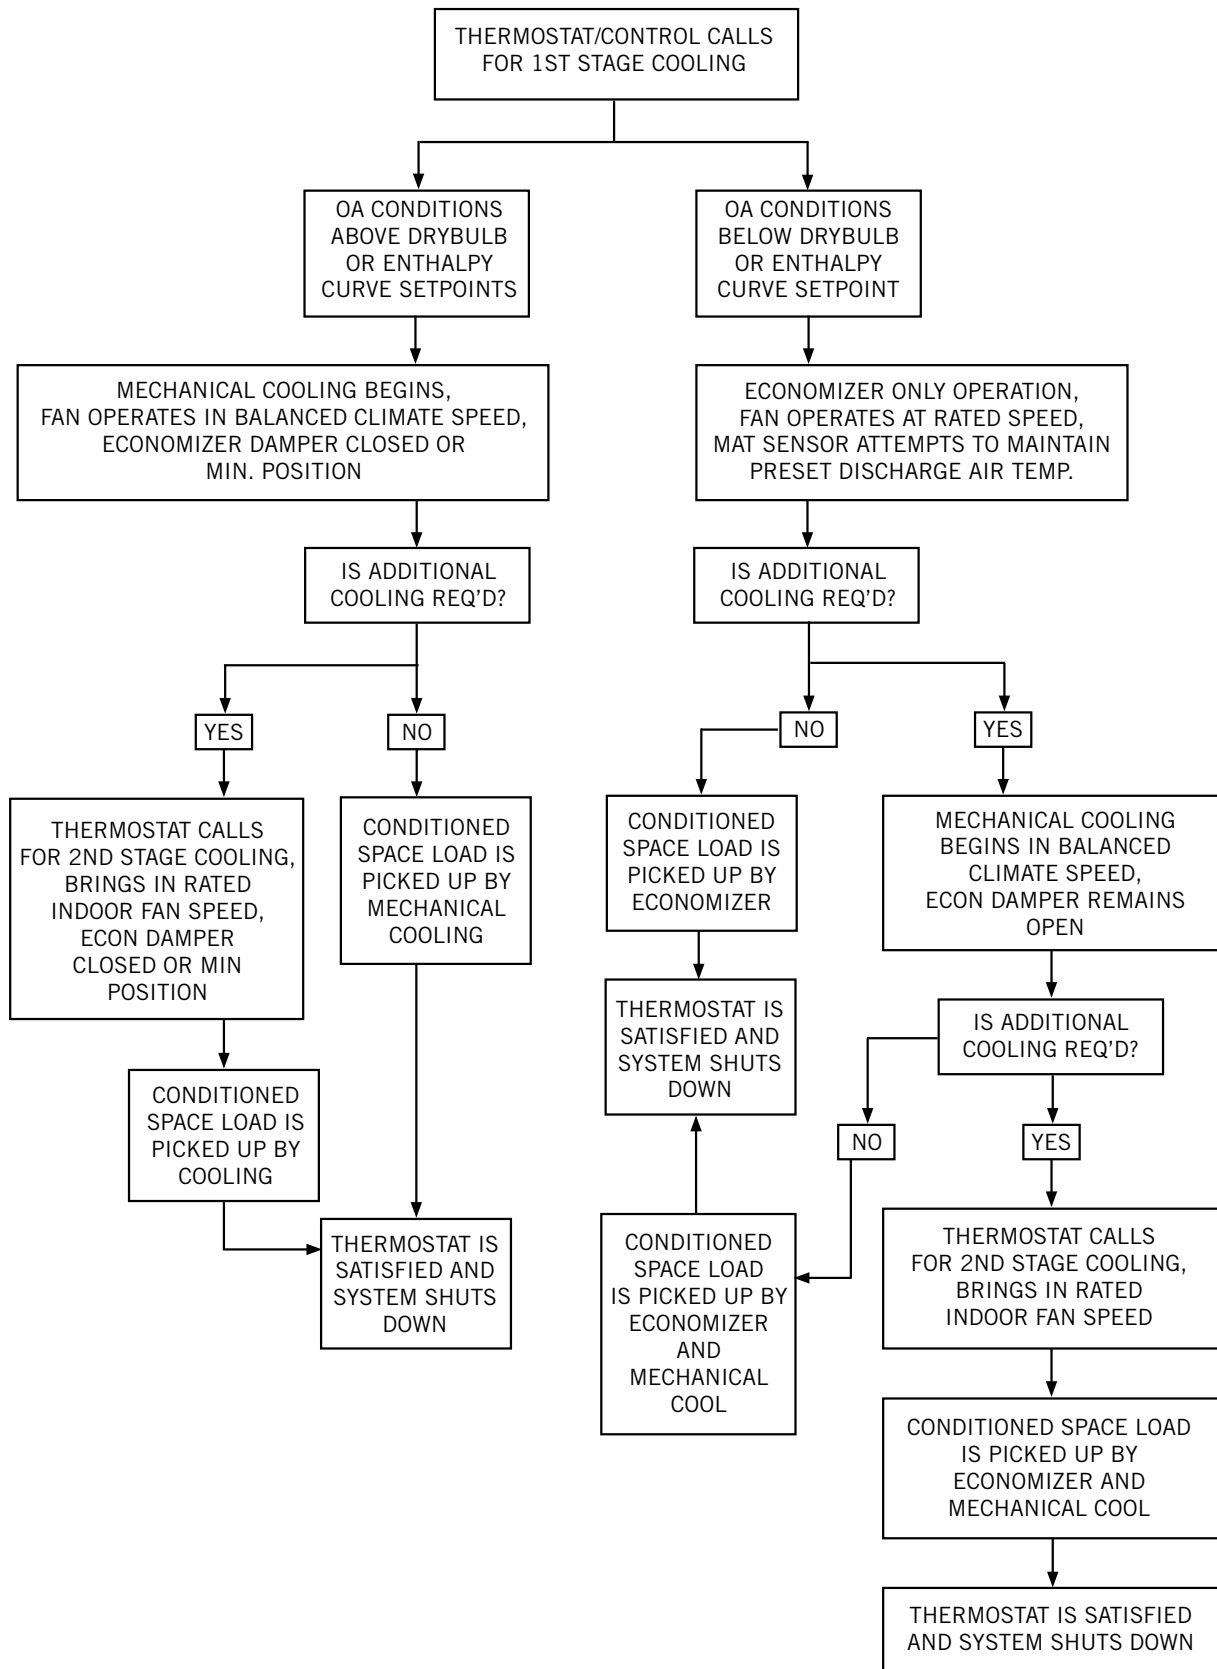 THERMOSTAT/CONTROL CALLS
FOR 1ST STAGE COOLING
OA CONDITIONS
ABOVE DRYBULB
OR ENTHALPY
CURVE SETPOINTS
OA CONDITIONS
BELOW DRYBULB
OR ENTHALPY
CURVE SETPOINT
MECHANICAL COOLING BEGINS,
FAN OPERATES IN BALANCED CLIMATE SPEED,
ECONOMIZER DAMPER CLOSED OR
MIN. POSITION
ECONOMIZER ONLY OPERATION,
FAN OPERATES AT RATED SPEED,
MAT SENSOR ATTEMPTS TO MAINTAIN
PRESET DISCHARGE AIR TEMP.
IS ADDITIONAL
COOLING REQ'D?
IS ADDITIONAL
COOLING REQ'D?
YES
NO
NO
YES
THERMOSTAT CALLS
FOR 2ND STAGE COOLING,
BRINGS IN RATED
INDOOR FAN SPEED,
ECON DAMPER
CLOSED OR MIN
POSITION
CONDITIONED
SPACE LOAD IS
PICKED UP BY
MECHANICAL
COOLING
CONDITIONED
SPACE LOAD IS
PICKED UP BY
ECONOMIZER
MECHANICAL COOLING
BEGINS IN BALANCED
CLIMATE SPEED,
ECON DAMPER REMAINS
OPEN
THERMOSTAT IS
SATISFIED AND
SYSTEM SHUTS
DOWN
IS ADDITIONAL
COOLING REQ'D?
CONDITIONED
SPACE LOAD IS
PICKED UP BY
COOLING
NO
YES
THERMOSTAT IS
SATISFIED AND
SYSTEM SHUTS
DOWN
CONDITIONED
SPACE LOAD
IS PICKED UP BY
ECONOMIZER
AND
MECHANICAL
COOL
THERMOSTAT CALLS
FOR 2ND STAGE COOLING,
BRINGS IN RATED
INDOOR FAN SPEED
CONDITIONED SPACE LOAD
IS PICKED UP BY
ECONOMIZER AND
MECHANICAL COOL
THERMOSTAT IS SATISFIED
AND SYSTEM SHUTS DOWN